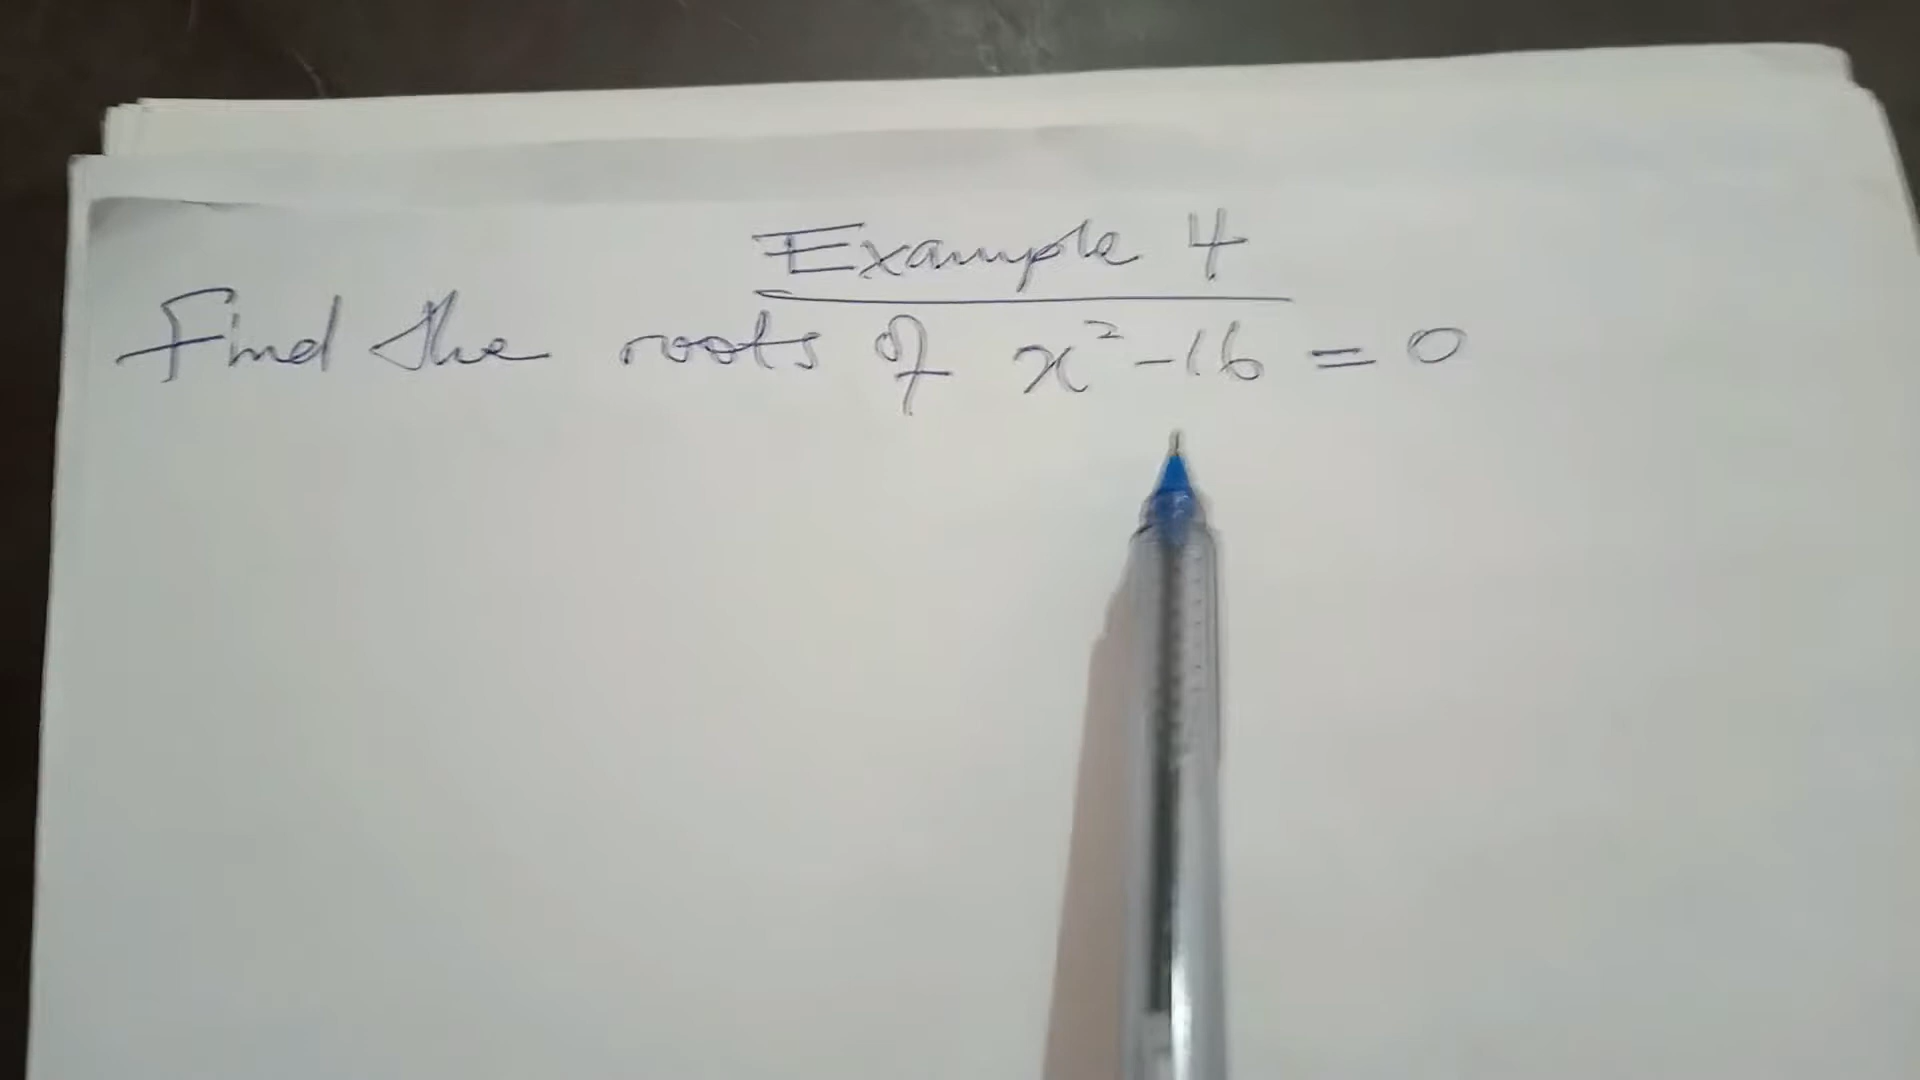 Example 4
Find the roots of x² - 16 = 0